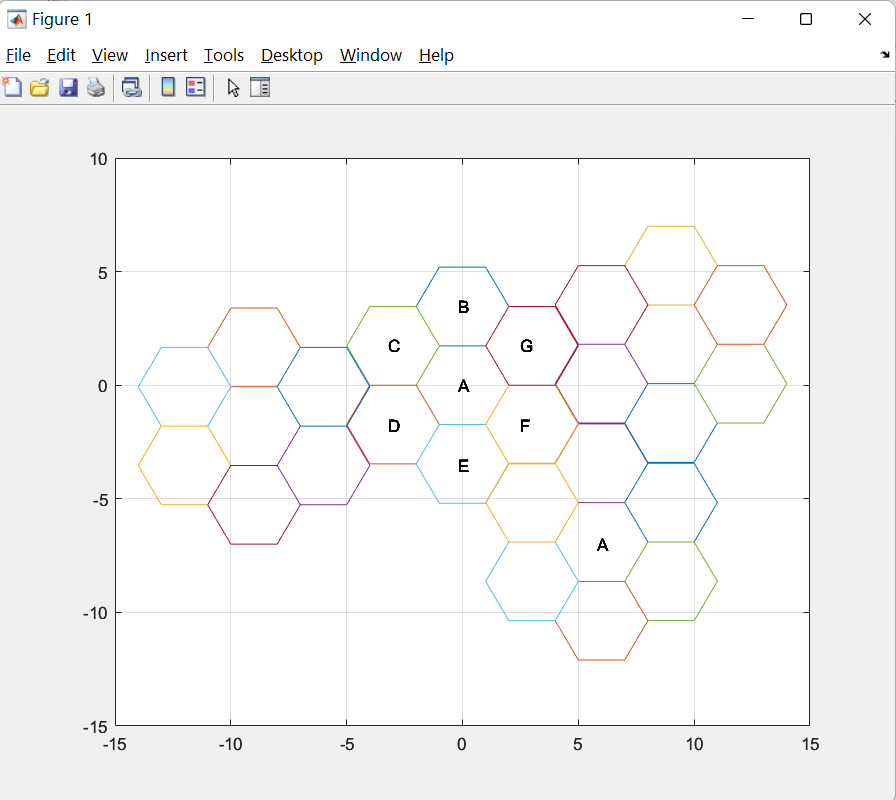 Figure 1
File Edit View Insert Tools Desktop Window Help
10
5
0
-5
-10
-15
B
C G
A
D F
E
A
-15 -10 -5 0 5 10 15